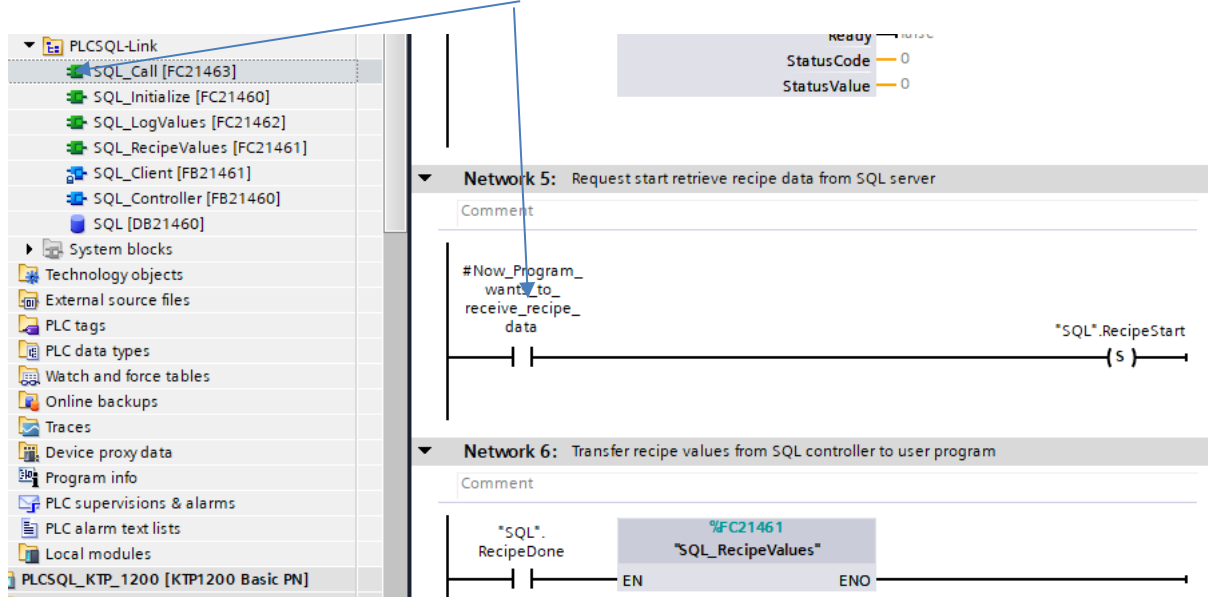 PLCSQL-Link
SQL_Call [FC21463]
SQL_Initialize [FC21460]
SQL_LogValues [FC21462]
SQL_RecipeValues [FC21461]
SQL_Client [FB21461]
SQL_Controller [FB21460]
SQL [DB21460]
System blocks
Technology objects
External source files
PLC tags
PLC data types
Watch and force tables
Online backups
Traces
Device proxy data
Program info
PLC supervisions & alarms
PLC alarm text lists
Local modules
PLCSQL_KTP_1200 [KTP1200 Basic PN]
Ready false
StatusCode 0
StatusValue 0
Network 5: Request start retrieve recipe data from SQL server
Comment
#Now_Program_
wants_to_
receive_recipe_
data
"SQL".RecipeStart
S
Network 6: Transfer recipe values from SQL controller to user program
Comment
"SQL".
RecipeDone
%FC21461
"SQL_RecipeValues"
EN ENO